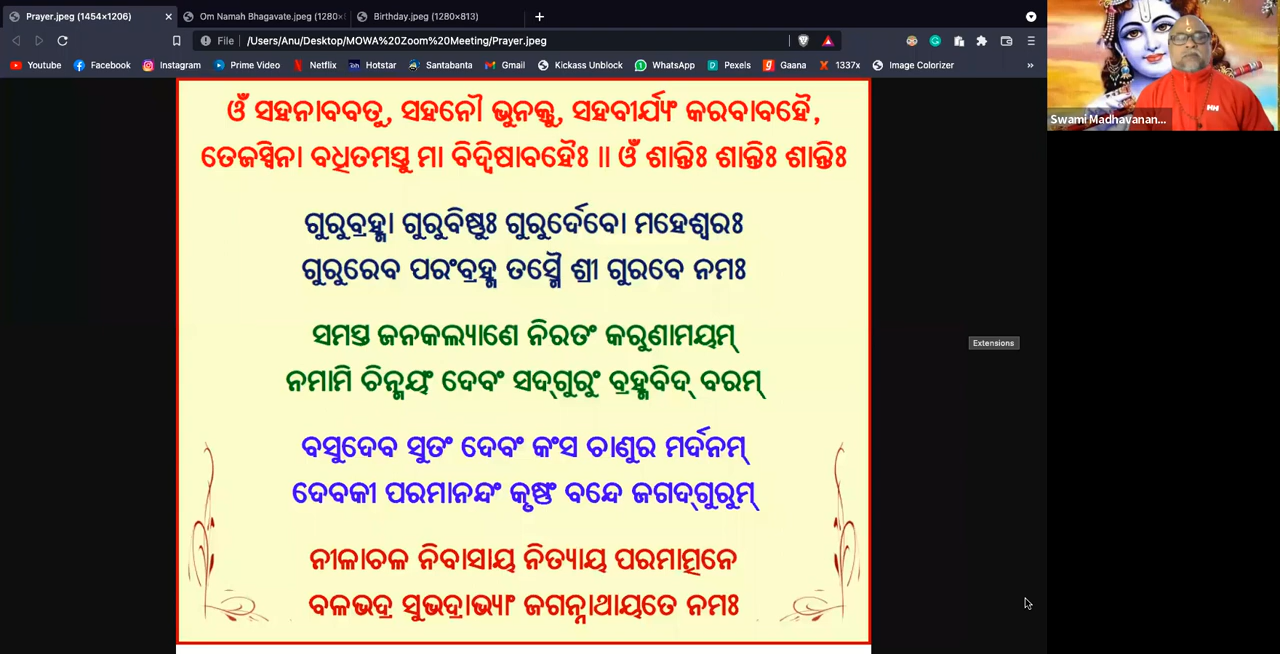 Prayer.jpeg (1454×1206)
Om Namah Bhagavate.jpeg (1280×
Birthday.jpeg (1280×813)
File
/Users/Anu/Desktop/MOWA%20Zoom%20Meeting/Prayer.jpeg
Youtube Facebook Instagram Prime Video Netflix Hotstar Santabanta Gmail Kickass Unblock WhatsApp Pexels Gaana 1337x Image Colorizer »
Swami Madhavanan...
ଓଁ ସହନାବବତୁ, ସହନୌ ଭୁନକ୍ତୁ, ସହବୀର୍ଯ୍ୟଂ କରବାବହୈ,
ତେଜସ୍ୱିନା ବଧିତମସ୍ତୁ ମା ବିଦ୍ୱିଷାବହୈଃ ॥ ଓଁ ଶାନ୍ତିଃ ଶାନ୍ତିଃ ଶାନ୍ତିଃ
ଗୁରୁବ୍ରହ୍ମା ଗୁରୁବିଷ୍ଣୁଃ ଗୁରୁର୍ଦେବୋ ମହେଶ୍ୱରଃ
ଗୁରୁରେବ ପରଂବ୍ରହ୍ମ ତସ୍ମୈ ଶ୍ରୀ ଗୁରବେ ନମଃ
ସମସ୍ତ ଜନକଲ୍ୟାଣେ ନିରତଂ କରୁଣାମୟମ୍
ନମାମି ଚିନ୍ମୟଂ ଦେବଂ ସଦ୍‌ଗୁରୁଂ ବ୍ରହ୍ମବିଦ୍ ବରମ୍
ବସୁଦେବ ସୁତଂ ଦେବଂ କଂସ ଚାଣୁର ମର୍ଦନମ୍
ଦେବକୀ ପରମାନନ୍ଦଂ କୃଷ୍ଣଂ ବନ୍ଦେ ଜଗଦ୍‌ଗୁରୁମ୍
ନୀଳାଚଳ ନିବାସାୟ ନିତ୍ୟାୟ ପରମାତ୍ମନେ
ବଳଭଦ୍ର ସୁଭଦ୍ରାଭ୍ୟାଂ ଜଗନ୍ନାଥାୟତେ ନମଃ
Extensions